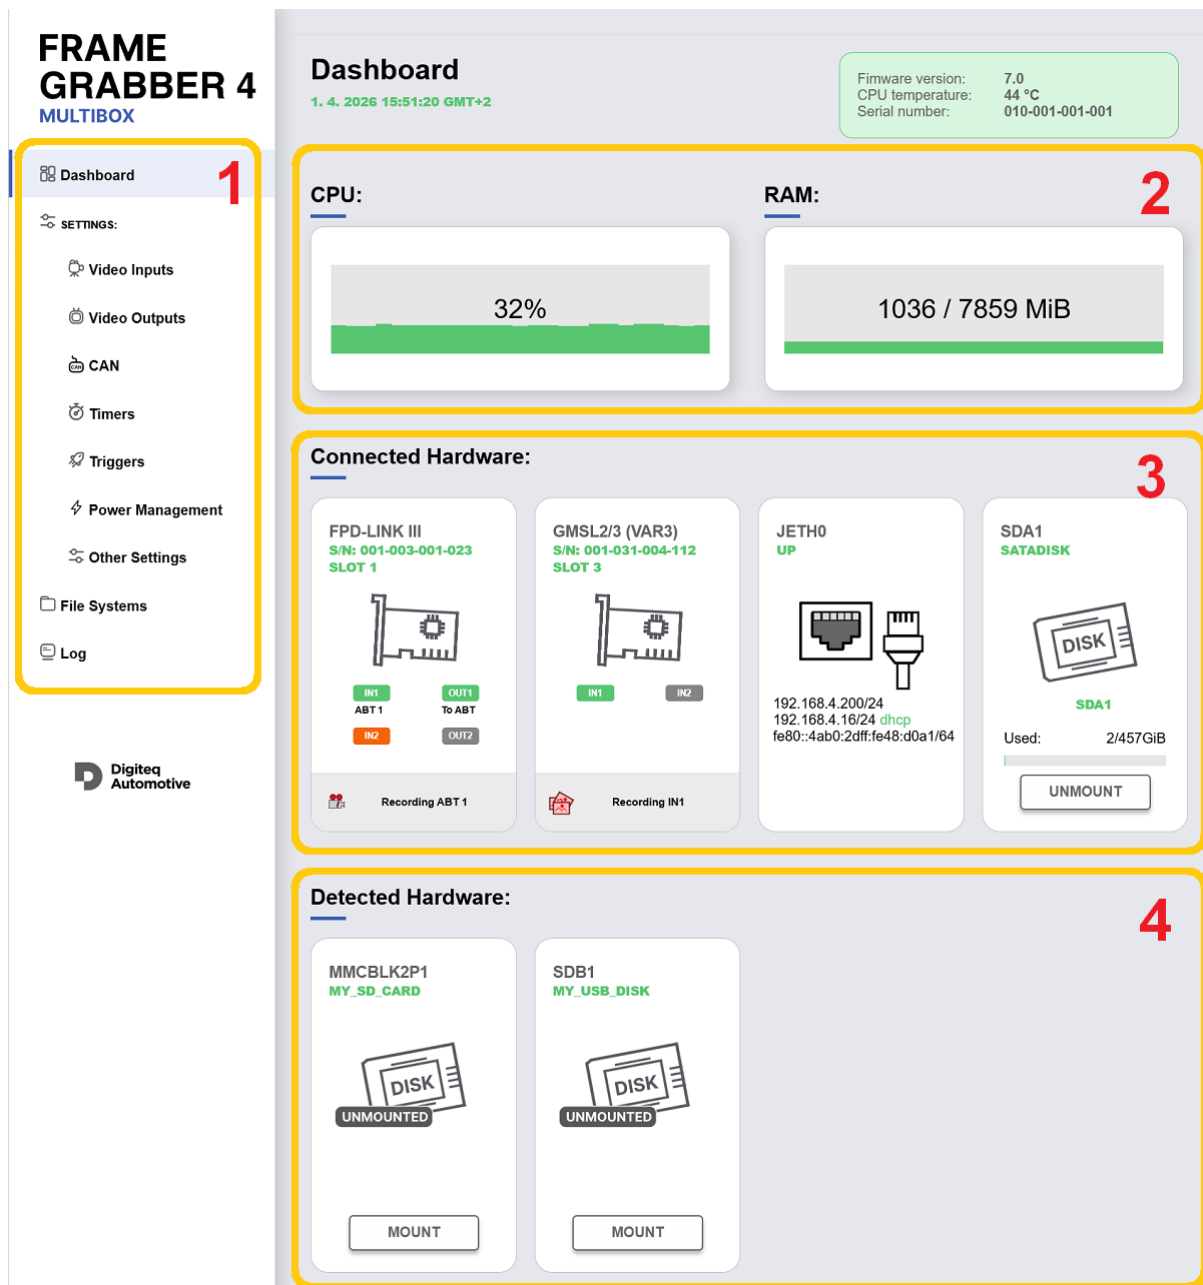 FRAME
GRABBER 4
MULTIBOX
1
Dashboard
SETTINGS:
Video Inputs
Video Outputs
CAN
CAN
Timers
Triggers
Power Management
Other Settings
File Systems
Log
Digiteq
Automotive
Dashboard
1. 4. 2026 15:51:20 GMT+2
Fimware version: 7.0
CPU temperature: 44 °C
Serial number: 010-001-001-001
2
CPU:
32%
RAM:
1036 / 7859 MiB
3
Connected Hardware:
FPD-LINK III
S/N: 001-003-001-023
SLOT 1
IN1 OUT1
ABT 1 To ABT
IN2 OUT2
Recording ABT 1
GMSL2/3 (VAR3)
S/N: 001-031-004-112
SLOT 3
IN1 IN2
Recording IN1
JETH0
UP
192.168.4.200/24
192.168.4.16/24 dhcp
fe80::4ab0:2dff:fe48:d0a1/64
SDA1
SATADISK
DISK
SDA1
Used: 2/457GiB
UNMOUNT
4
Detected Hardware:
MMCBLK2P1
MY_SD_CARD
DISK
UNMOUNTED
MOUNT
SDB1
MY_USB_DISK
DISK
UNMOUNTED
MOUNT